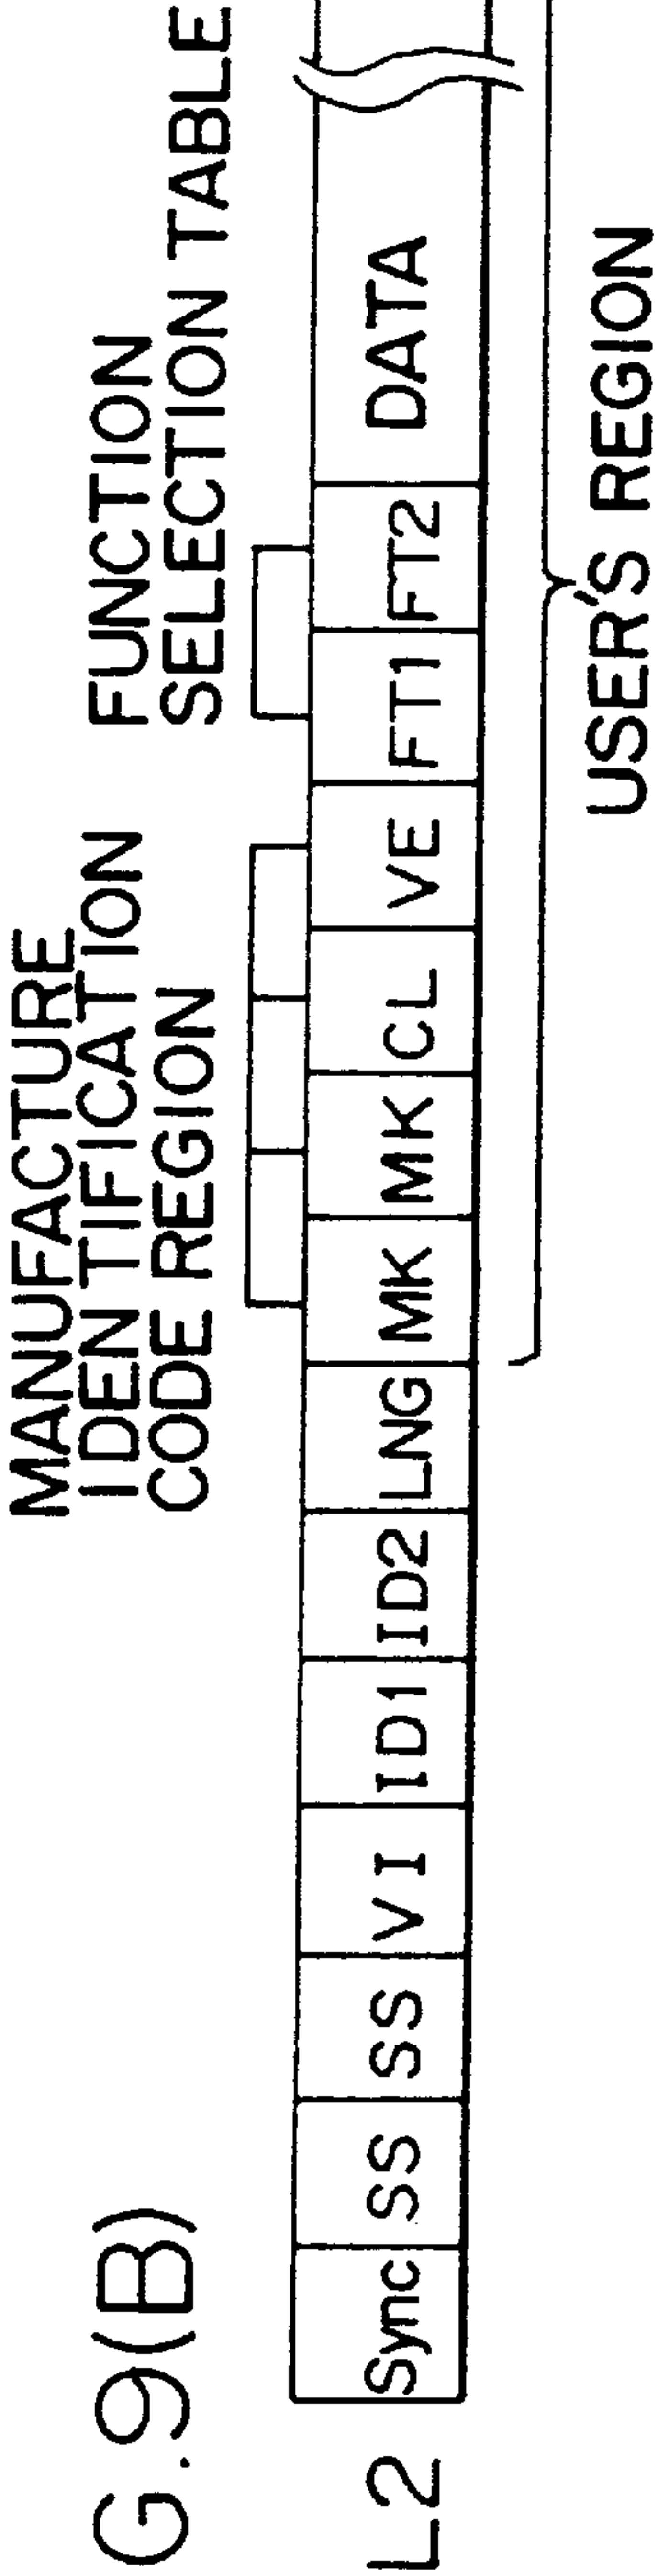 G.9(B)
MANUFACTURE
IDENTIFICATION
CODE REGION
FUNCTION
SELECTION TABLE
L2
Sync SS SS VI ID1 ID2 LNG MK MK CL VE FT1 FT2 DATA
USER'S REGION